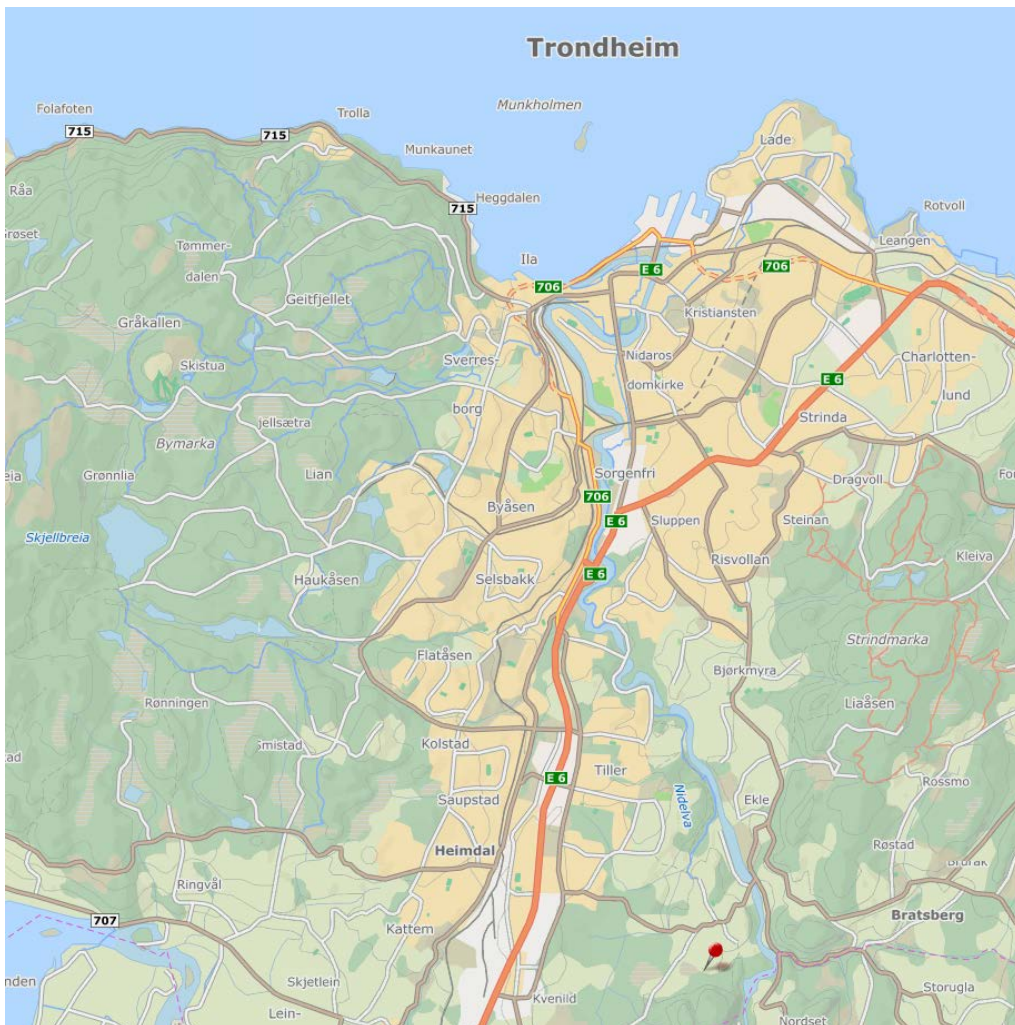 Trondheim
Folafoten
Munkholmen
Trolla
715
715
Lade
Munkaunet
Råa
Heggdalen
715
Rotvoll
Grøset
Tømmer-
dalen
Ila
Leangen
E 6
706
706
Geitfjellet
Kristiansten
Gråkallen
Sverres-
borg
Nidaros
domkirke
Charlotten-
lund
Skistua
E 6
Strinda
Bymarka
jellsætra
Grønnlia
Lian
Sorgenfri
Dragvoll
Byåsen
706
E 6
Sluppen
Steinan
Skjellbreia
Risvollan
Kleiva
Haukåsen
Selsbakk
E 6
Strindmarka
Flatåsen
Bjørkmyra
Rønningen
Liaåsen
Smistad
Kolstad
Tiller
E 6
Rossmo
Saupstad
Nidelva
Ekle
Heimdal
Røstad
Ringvål
707
Kattem
Bratsberg
Skjetlein
Kvenild
Storugla
Lein-
Nordset